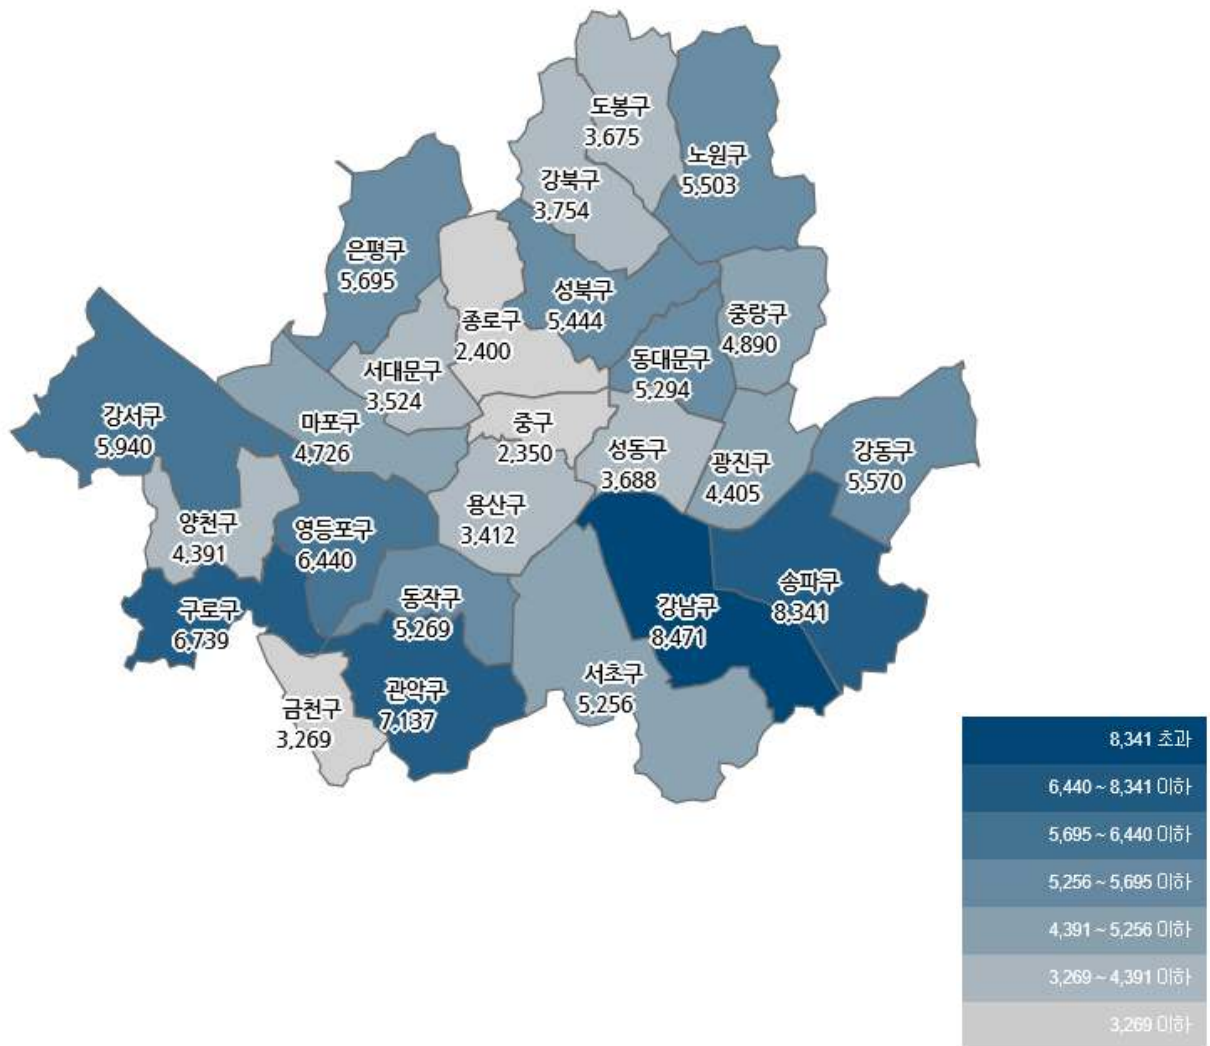 도봉구
3,675
노원구
5,503
강북구
3,754
은평구
5,695
성북구
5,444
중랑구
4,890
종로구
2,400
동대문구
5,294
서대문구
3,524
강서구
5,940
마포구
4,726
중구
2,350
성동구
3,688
광진구
4,405
강동구
5,570
양천구
4,391
영등포구
6,440
용산구
3,412
구로구
6,739
동작구
5,269
강남구
8,471
송파구
8,341
서초구
5,256
관악구
7,137
금천구
3,269
8,341 초과
6,440 ~ 8,341 이하
5,695 ~ 6,440 이하
5,256 ~ 5,695 이하
4,391 ~ 5,256 이하
3,269 ~ 4,391 이하
3,269 이하